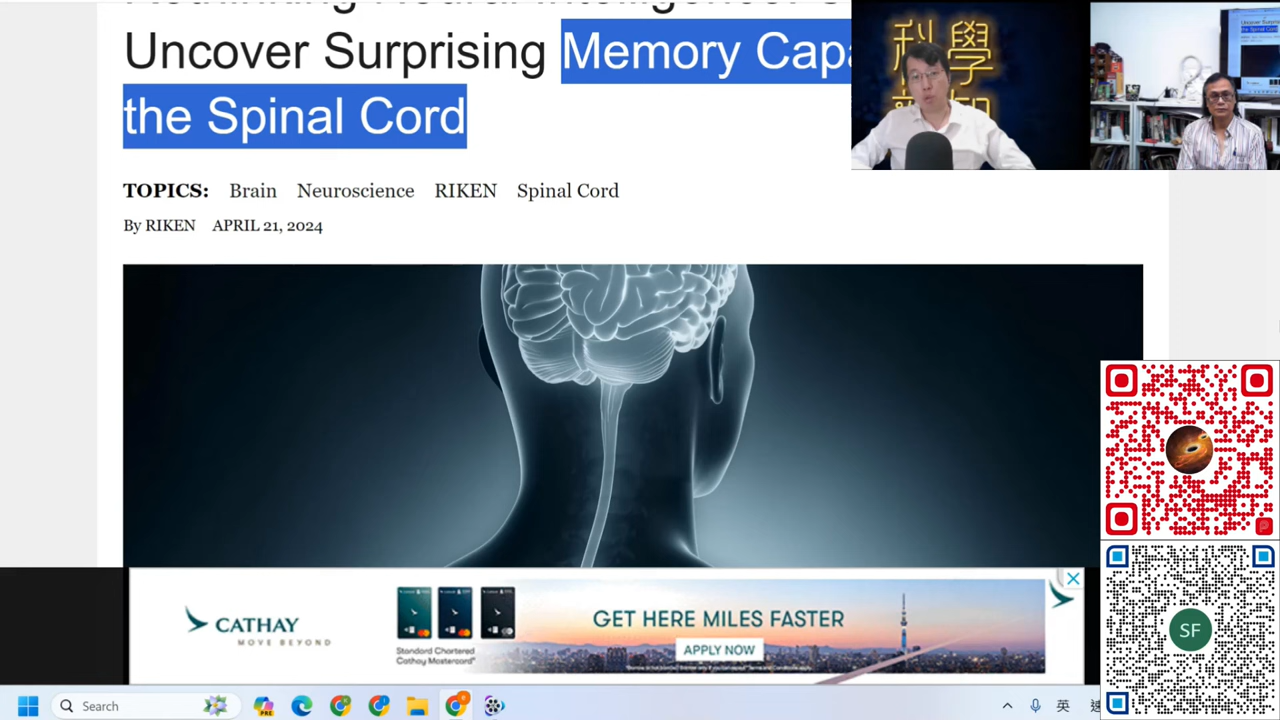 Uncover Surprising Memory Capa
the Spinal Cord
科學
TOPICS: Brain Neuroscience RIKEN Spinal Cord
By RIKEN APRIL 21, 2024
CATHAY
MOVE BEYOND
Standard Chartered
Cathay Mastercard
GET HERE MILES FASTER
APPLY NOW
SF
Search
PRE
英